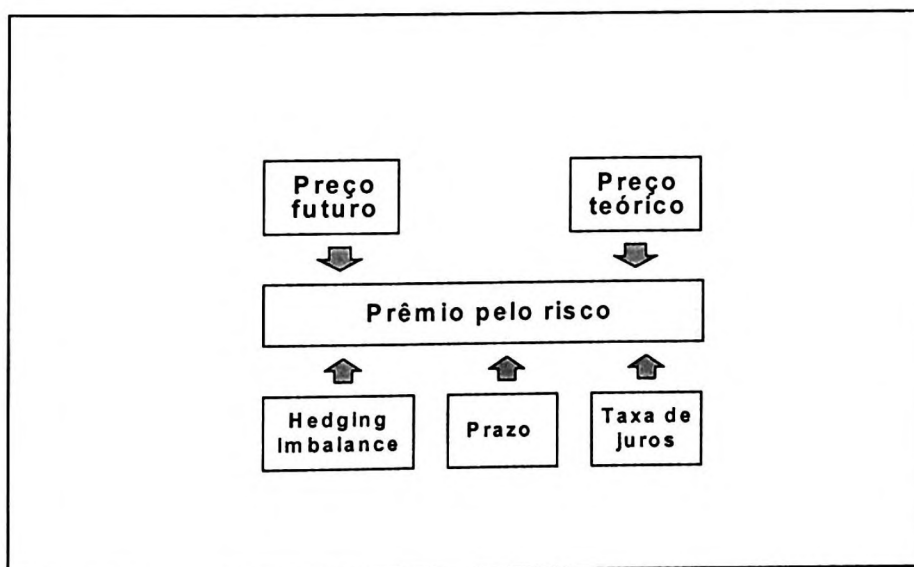 Preço
futuro
Preço
teórico
Prêmio pelo risco
Hedging
imbalance
Prazo
Taxa de
juros